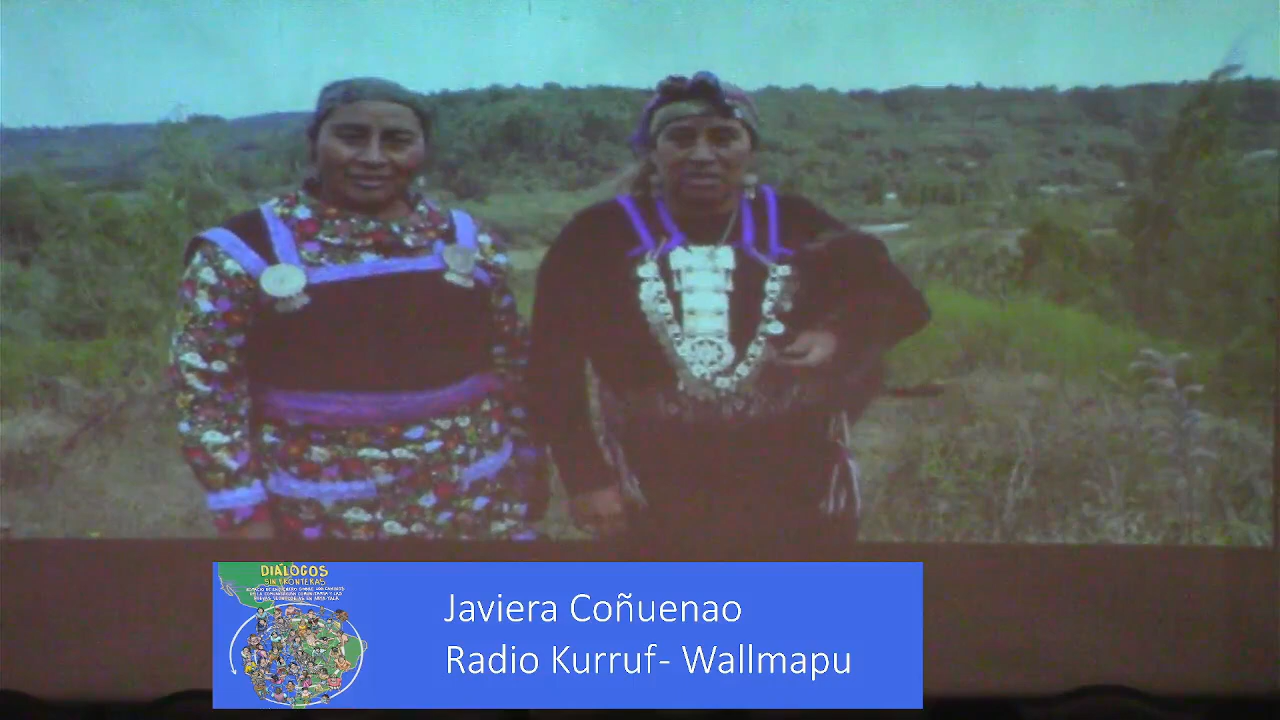 DIÁLOGOS
SIN FRONTERAS
Javiera Coñuenao
Radio Kurruf- Wallmapu